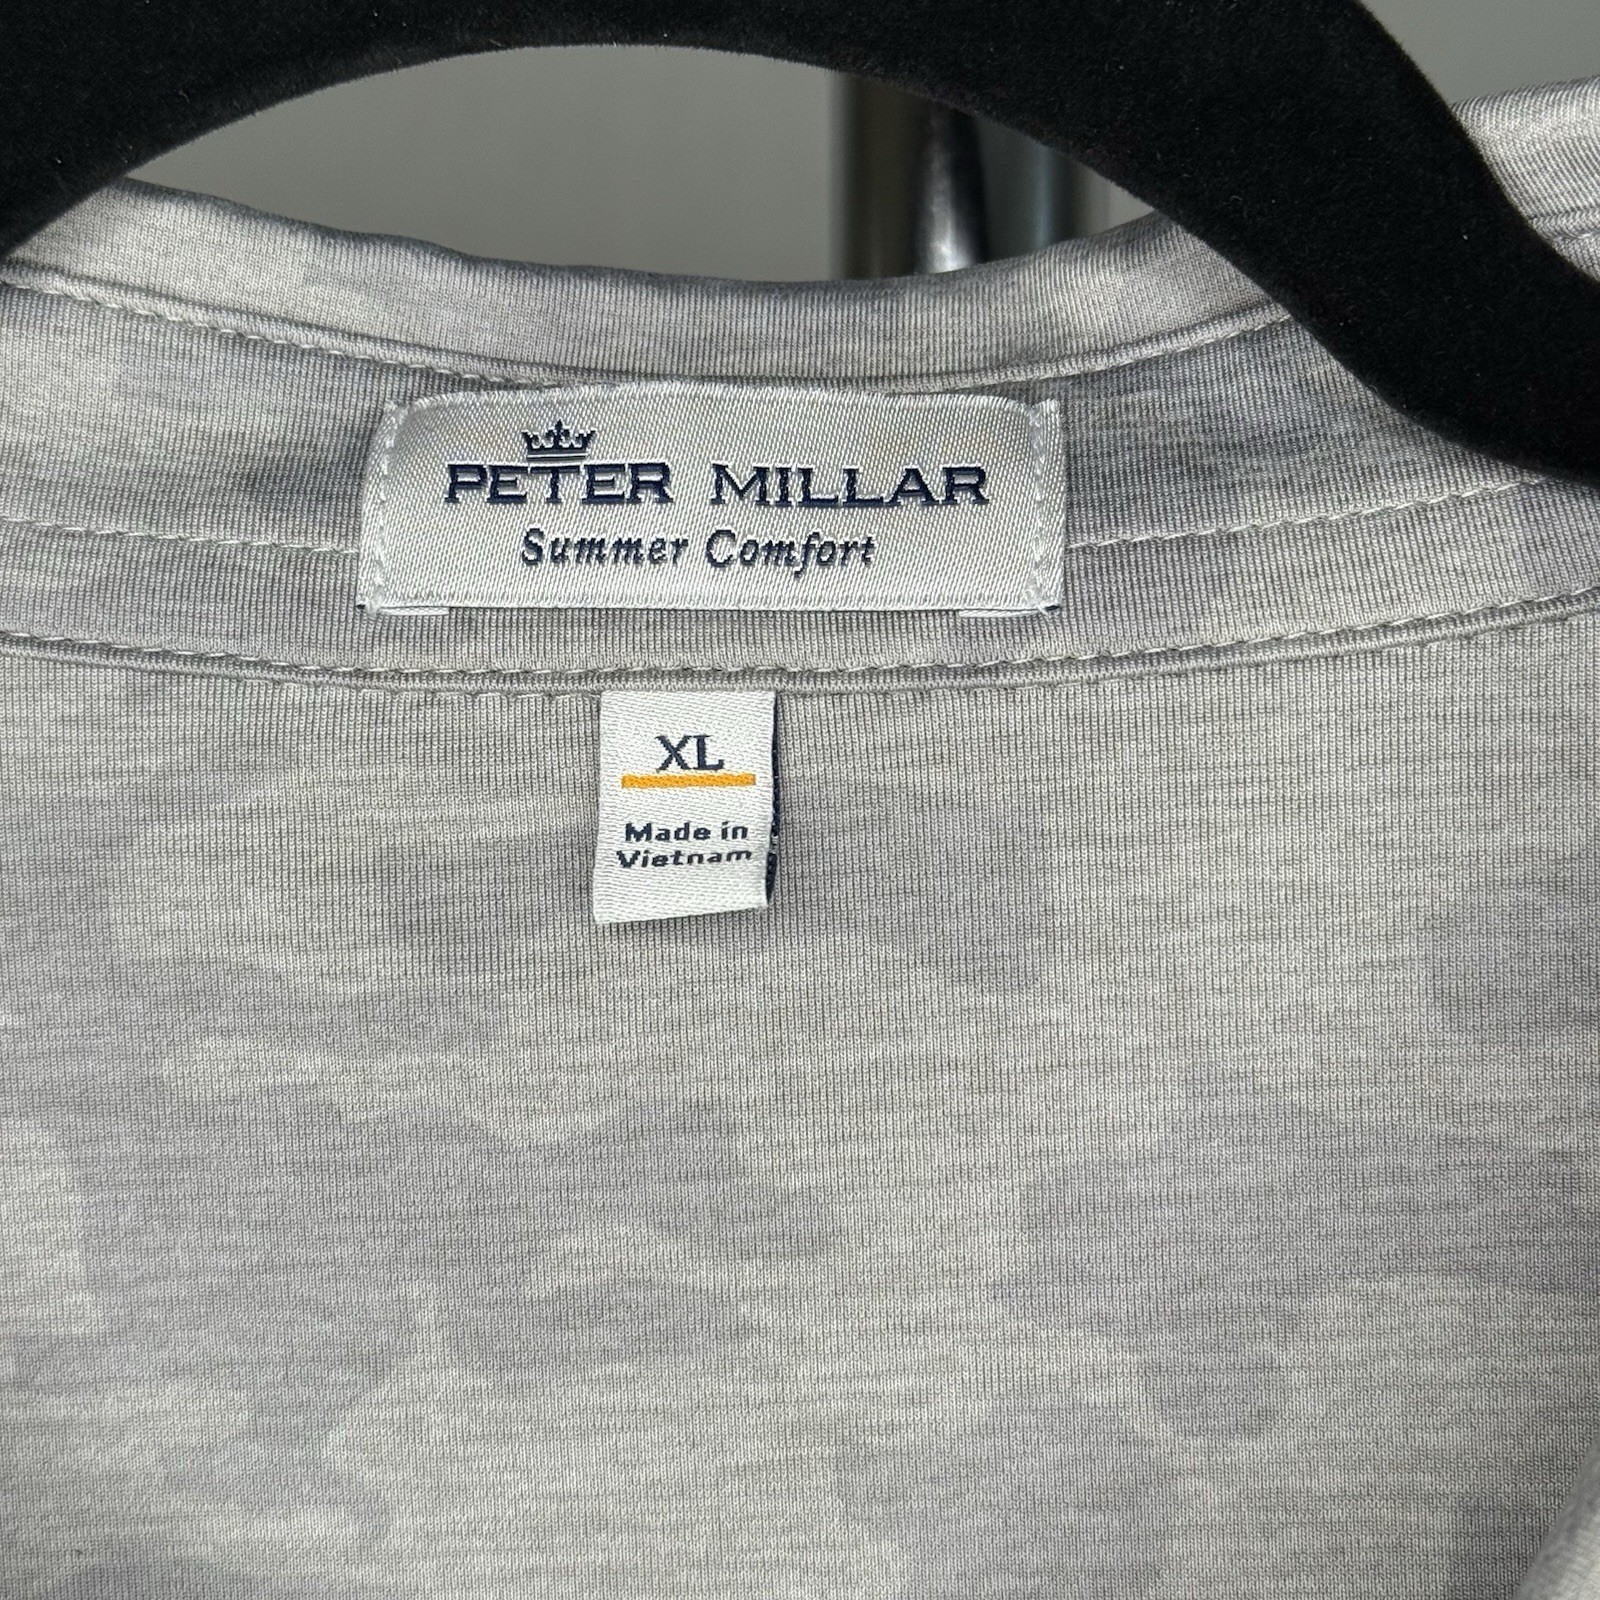 PETER MILLAR
Summer Comfort
XL
Made in
Vietnam